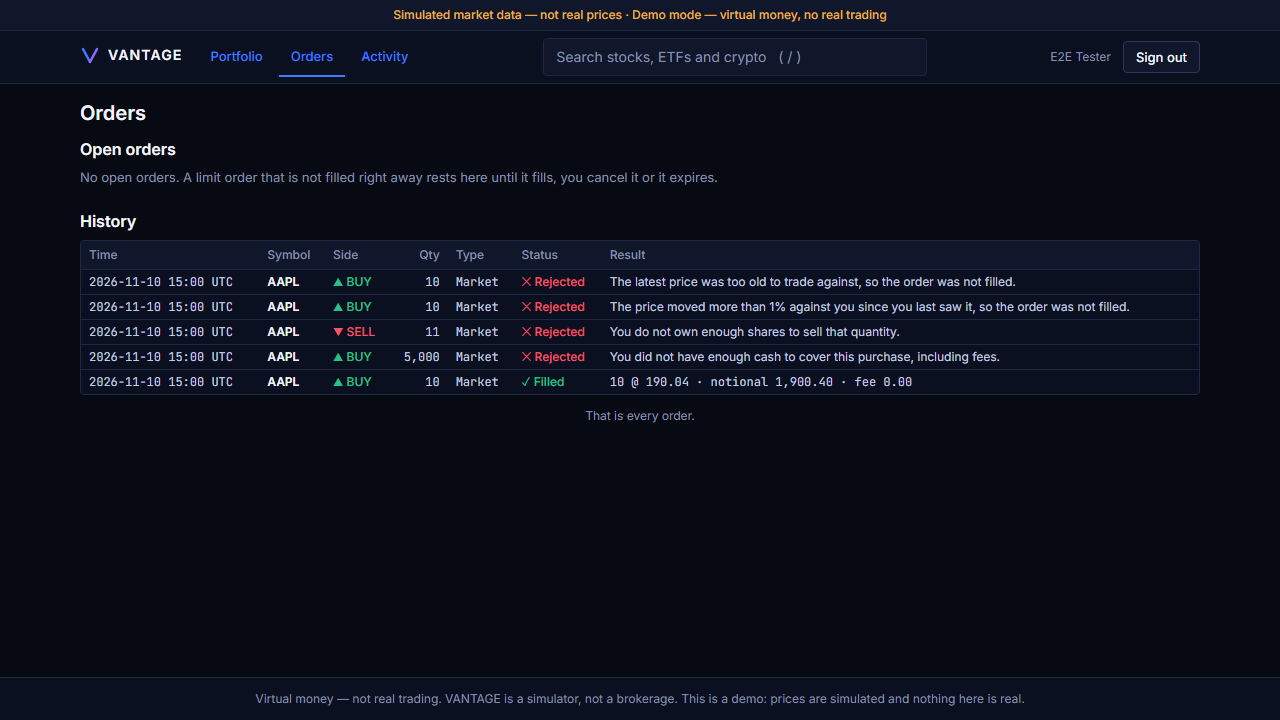 Simulated market data — not real prices · Demo mode — virtual money, no real trading
VANTAGE Portfolio Orders Activity Search stocks, ETFs and crypto ( / ) E2E Tester Sign out
Orders
Open orders
No open orders. A limit order that is not filled right away rests here until it fills, you cancel it or it expires.
History
Time Symbol Side Qty Type Status Result
2026-11-10 15:00 UTC AAPL ▲ BUY 10 Market ✕ Rejected The latest price was too old to trade against, so the order was not filled.
2026-11-10 15:00 UTC AAPL ▲ BUY 10 Market ✕ Rejected The price moved more than 1% against you since you last saw it, so the order was not filled.
2026-11-10 15:00 UTC AAPL ▼ SELL 11 Market ✕ Rejected You do not own enough shares to sell that quantity.
2026-11-10 15:00 UTC AAPL ▲ BUY 5,000 Market ✕ Rejected You did not have enough cash to cover this purchase, including fees.
2026-11-10 15:00 UTC AAPL ▲ BUY 10 Market ✓ Filled 10 @ 190.04 · notional 1,900.40 · fee 0.00
That is every order.
Virtual money — not real trading. VANTAGE is a simulator, not a brokerage. This is a demo: prices are simulated and nothing here is real.